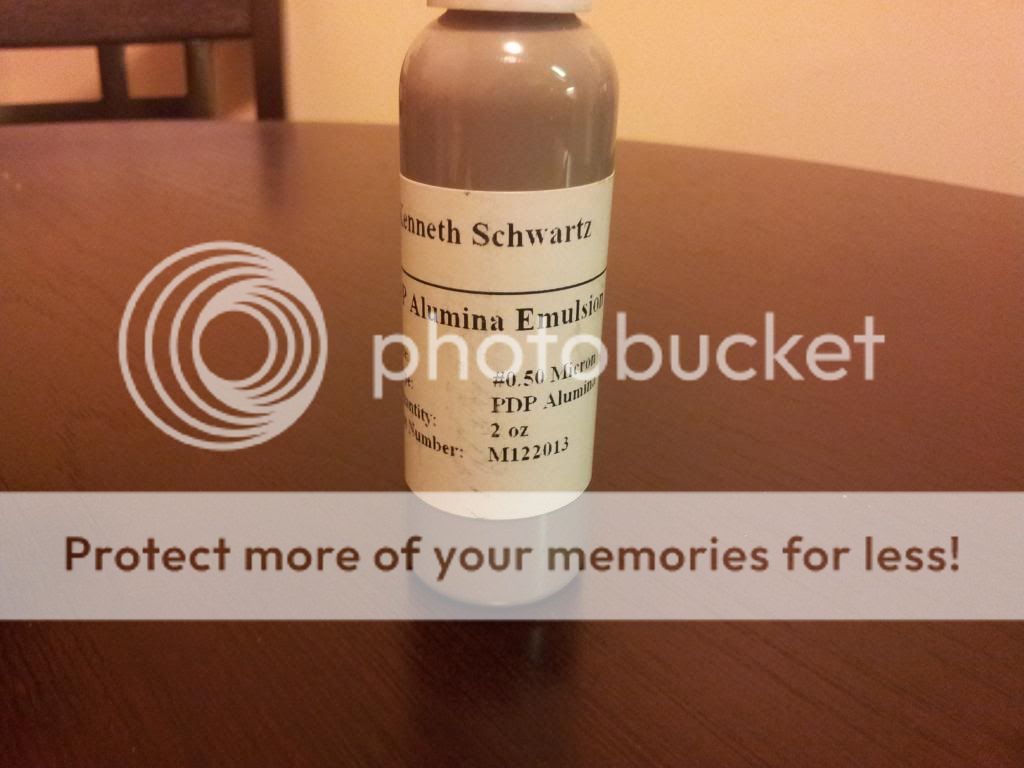 Kenneth Schwartz
Alumina Emulsion
#0.50 Micron
PDP Alumina
2 oz
Number: M122013
photobucket
Protect more of your memories for less!